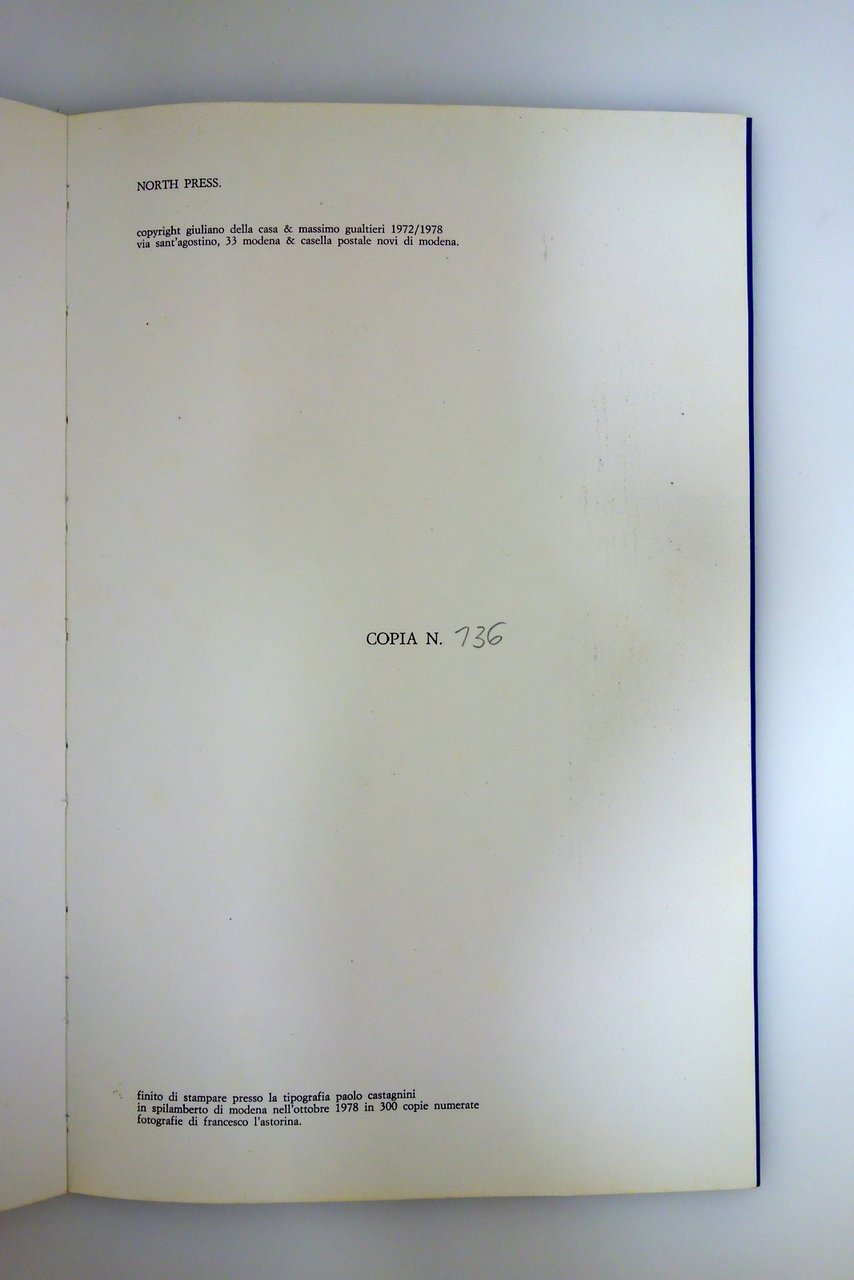 NORTH PRESS.
copyright giuliano della casa & massimo gualtieri 1972/1978
via sant'agostino, 33 modena & casella postale novi di modena.
COPIA N. 136
finito di stampare presso la tipografia paolo castagnini
in spilamberto di modena nell'ottobre 1978 in 300 copie numerate
fotografie di francesco l'astorina.